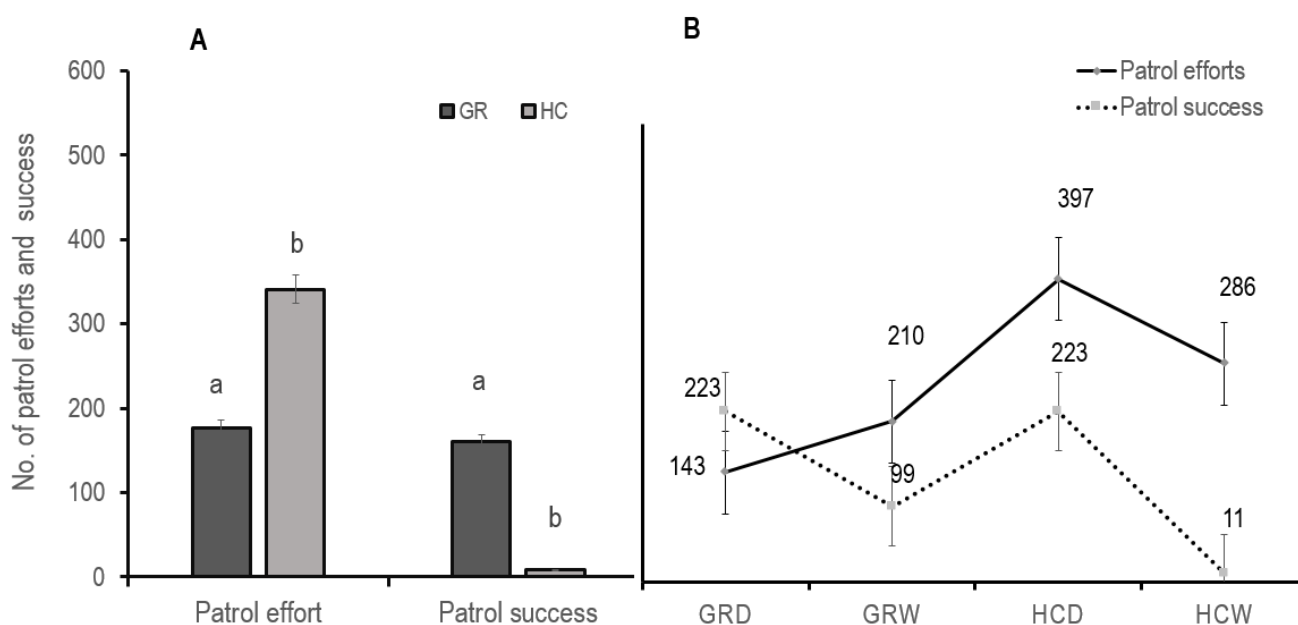 A
B
Patrol efforts
Patrol success
No. of patrol efforts and success
600
500
400
300
200
100
0
GR
HC
a
b
a
b
Patrol effort
Patrol success
397
286
210
223
223
143
99
11
GRD
GRW
HCD
HCW